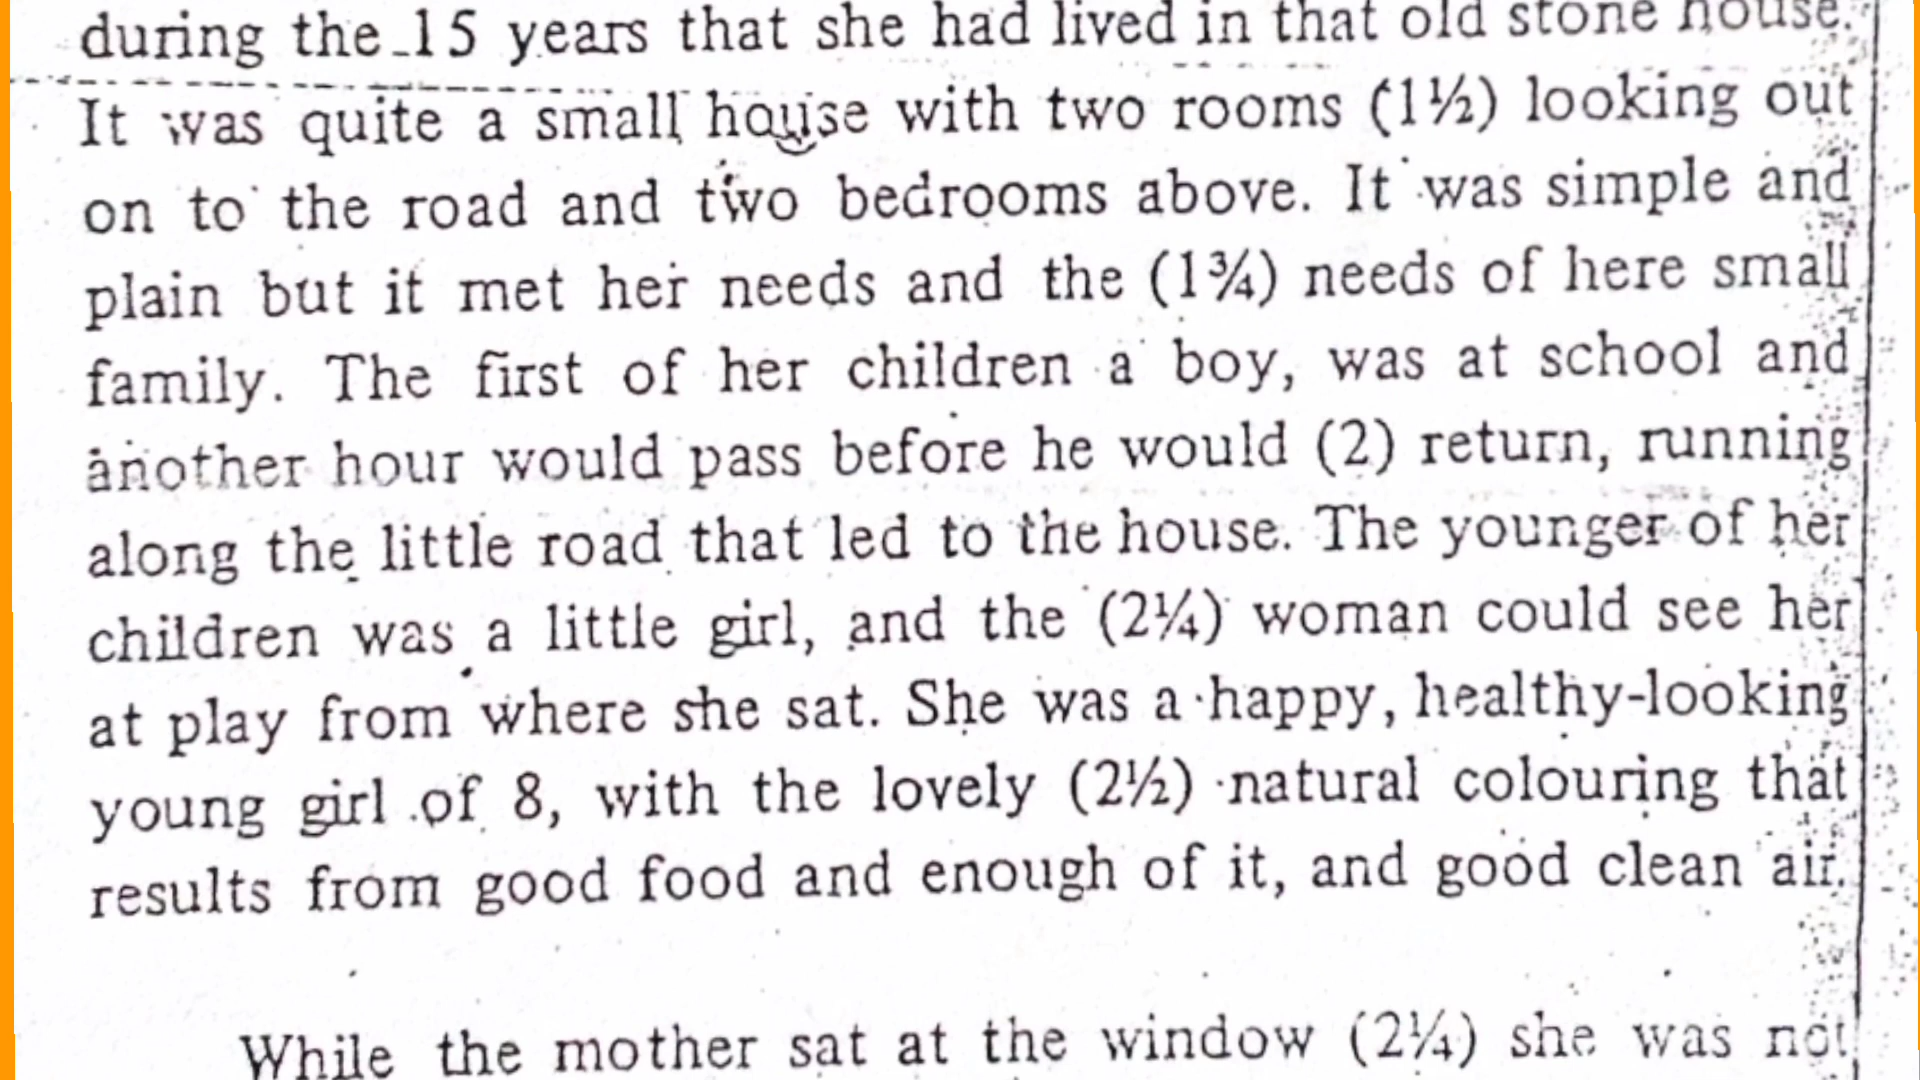 during the 15 years that she had lived in that old stone house.
It was quite a small house with two rooms (1½) looking out
on to the road and two bedrooms above. It was simple and
plain but it met her needs and the (1¾) needs of here small
family. The first of her children a boy, was at school and
another hour would pass before he would (2) return, running
along the little road that led to the house. The younger of her
children was a little girl, and the (2¼) woman could see her
at play from where she sat. She was a happy, healthy-looking
young girl of 8, with the lovely (2½) natural colouring that
results from good food and enough of it, and good clean air.
While the mother sat at the window (2¼) she was not